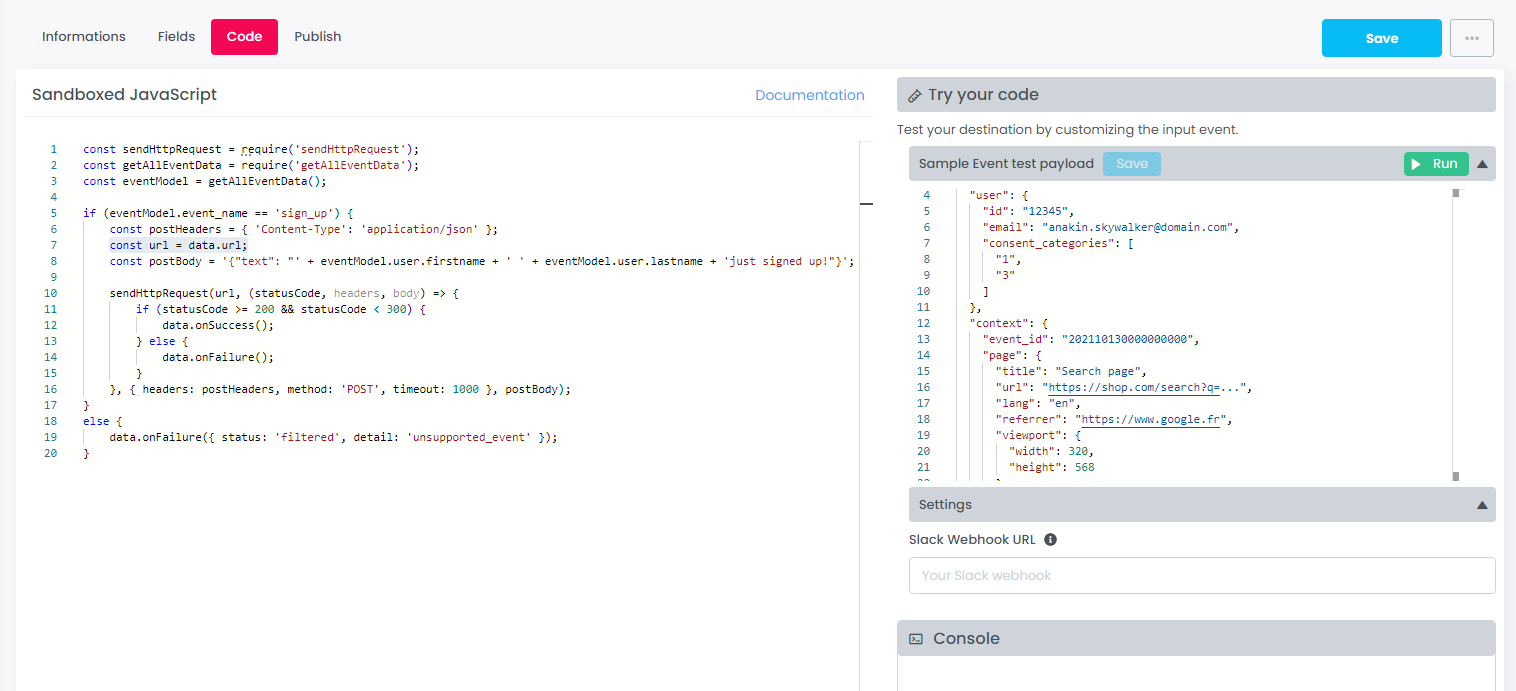 Informations Fields Code Publish
Save ...
Sandboxed JavaScript
Documentation
1 const sendHttpRequest = require('sendHttpRequest');
2 const getAllEventData = require('getAllEventData');
3 const eventModel = getAllEventData();
4
5 if (eventModel.event_name == 'sign_up') {
6 const postHeaders = { 'Content-Type': 'application/json' };
7 const url = data.url;
8 const postBody = '{"text": "' + eventModel.user.firstname + ' ' + eventModel.user.lastname + 'just signed up!"}';
9
10 sendHttpRequest(url, (statusCode, headers, body) => {
11 if (statusCode >= 200 && statusCode < 300) {
12 data.onSuccess();
13 } else {
14 data.onFailure();
15 }
16 }, { headers: postHeaders, method: 'POST', timeout: 1000 }, postBody);
17 }
18 else {
19 data.onFailure({ status: 'filtered', detail: 'unsupported_event' });
20 }
Try your code
Test your destination by customizing the input event.
Sample Event test payload Save Run
4 "user": {
5 "id": "12345",
6 "email": "anakin.skywalker@domain.com",
7 "consent_categories": [
8 "1",
9 "3"
10 ]
11 },
12 "context": {
13 "event_id": "202110130000000000",
14 "page": {
15 "title": "Search page",
16 "url": "https://shop.com/search?q=...",
17 "lang": "en",
18 "referrer": "https://www.google.fr",
19 "viewport": {
20 "width": 320,
21 "height": 568
Settings
Slack Webhook URL
Your Slack webhook
Console